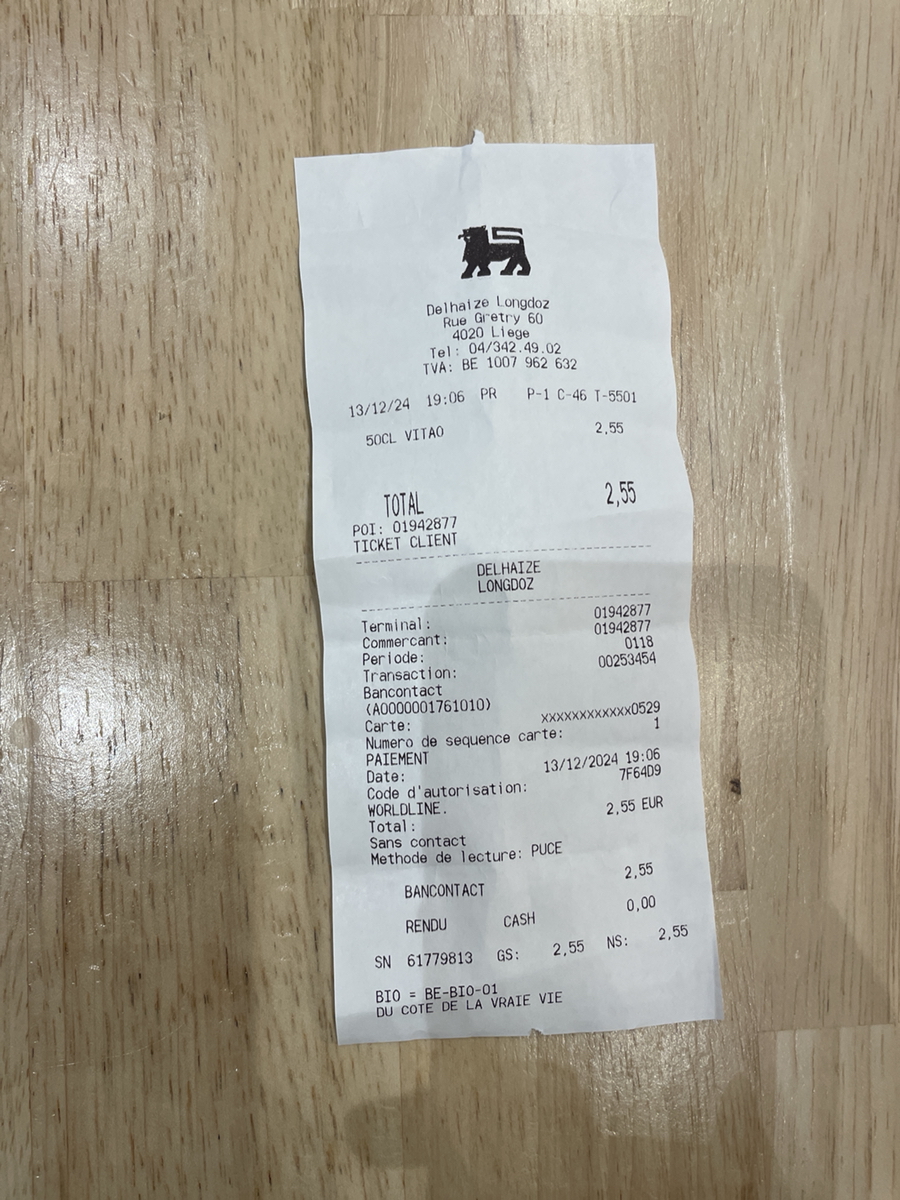 Delhaize Longdoz
Rue Gretry 60
4020 Liege
Tel: 04/342.49.02
TVA: BE 1007 962 632
13/12/24 19:06 PR P-1 C-46 T-5501
50CL VITAO 2,55
TOTAL 2,55
POI: 01942877
TICKET CLIENT
DELHAIZE
LONGDOZ
Terminal: 01942877
Commercant: 01942877
Periode: 0118
Transaction: 00253454
Bancontact
(A0000001761010)
Carte: xxxxxxxxxxxxx0529
Numero de sequence carte: 1
PAIEMENT
Date: 13/12/2024 19:06
Code d'autorisation: 7F64D9
WORLDLINE.
Total: 2,55 EUR
Sans contact
Methode de lecture: PUCE
BANCONTACT 2,55
RENDU CASH 0,00
SN 61779813 GS: 2,55 NS: 2,55
BIO = BE-BIO-01
DU COTE DE LA VRAIE VIE